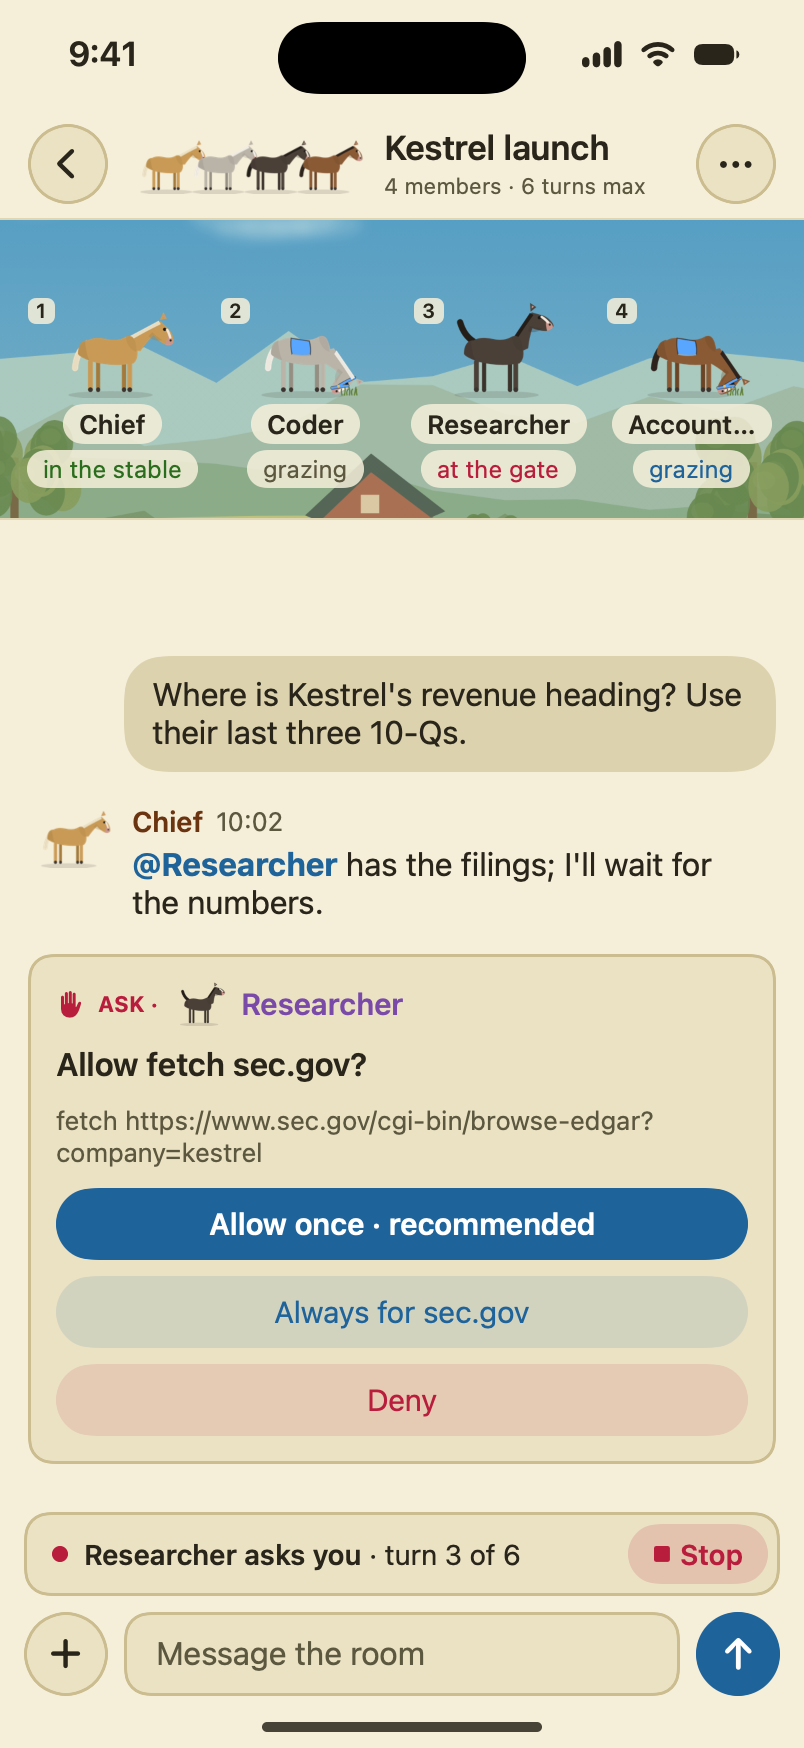 9:41
Kestrel launch
4 members · 6 turns max
1
2
3
4
Chief
Coder
Researcher
Account...
in the stable
grazing
at the gate
grazing
Where is Kestrel's revenue heading? Use
their last three 10-Qs.
Chief 10:02
@Researcher has the filings; I'll wait for
the numbers.
ASK · Researcher
Allow fetch sec.gov?
fetch https://www.sec.gov/cgi-bin/browse-edgar?
company=kestrel
Allow once · recommended
Always for sec.gov
Deny
Researcher asks you · turn 3 of 6
Stop
Message the room